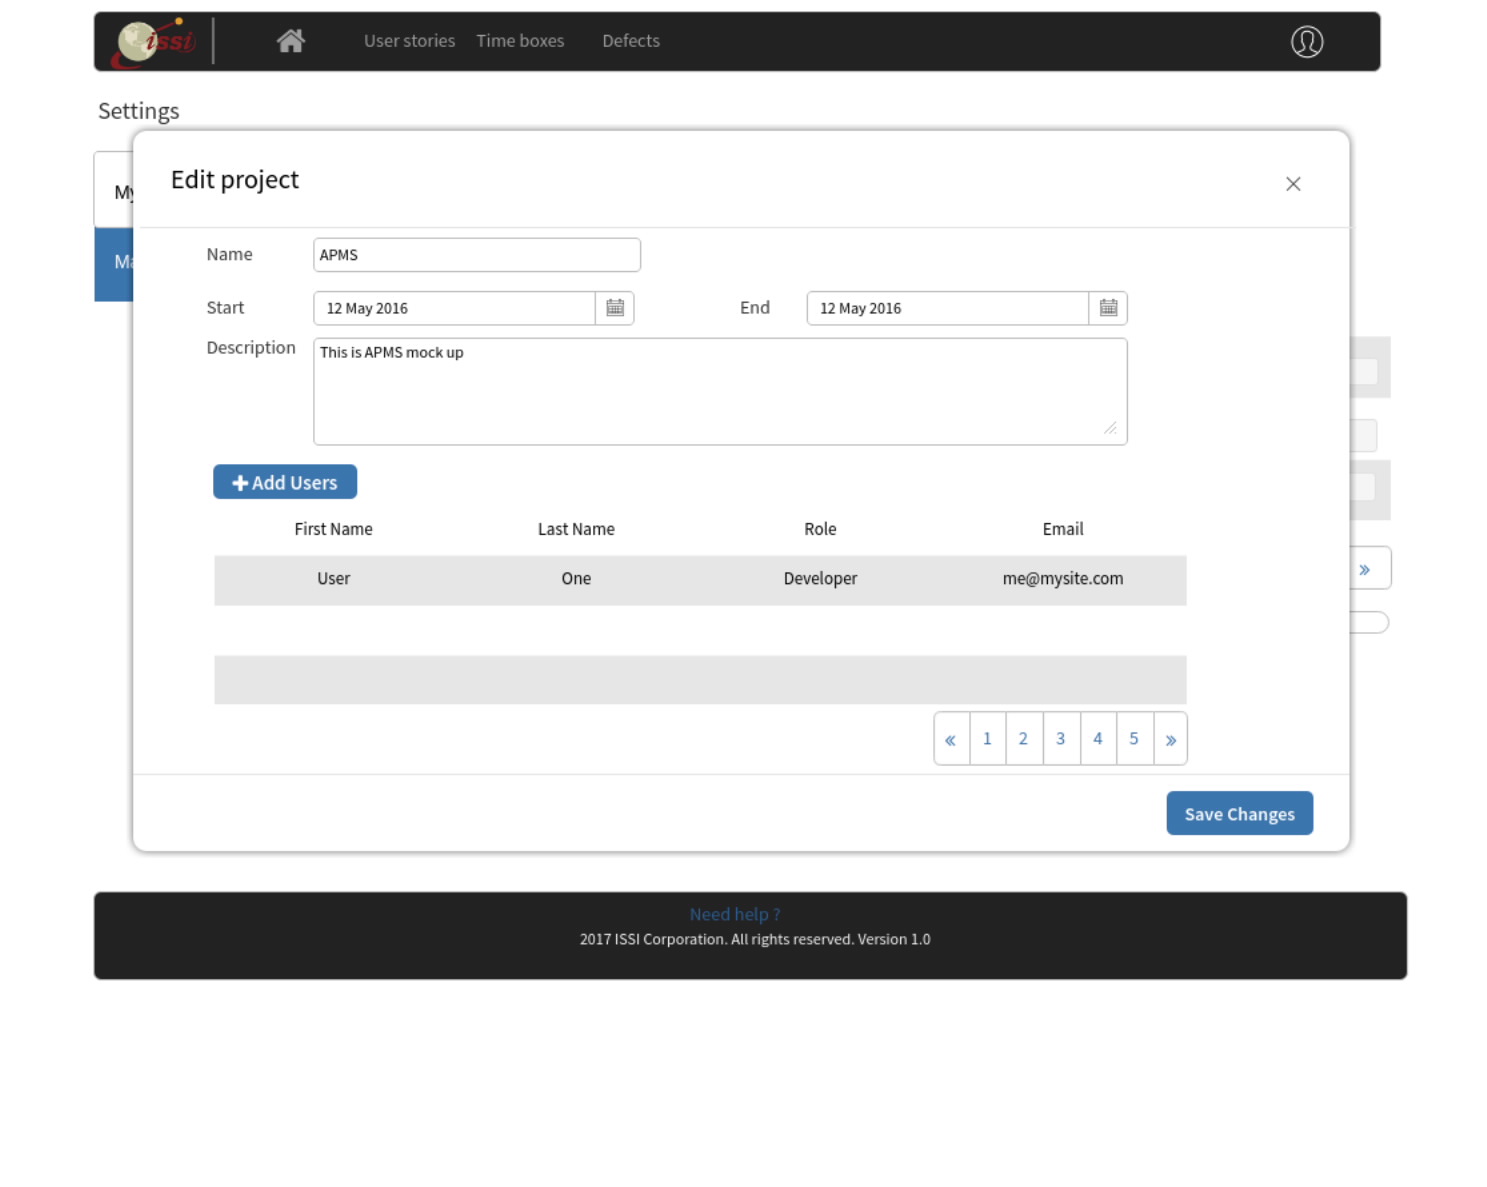 issi
User stories Time boxes Defects
Settings
My
Ma
Edit project
Name APMS
Start 12 May 2016 End 12 May 2016
Description This is APMS mock up
Add Users
First Name Last Name Role Email
User One Developer me@mysite.com
« 1 2 3 4 5 »
»
Save Changes
Need help ?
2017 ISSI Corporation. All rights reserved. Version 1.0